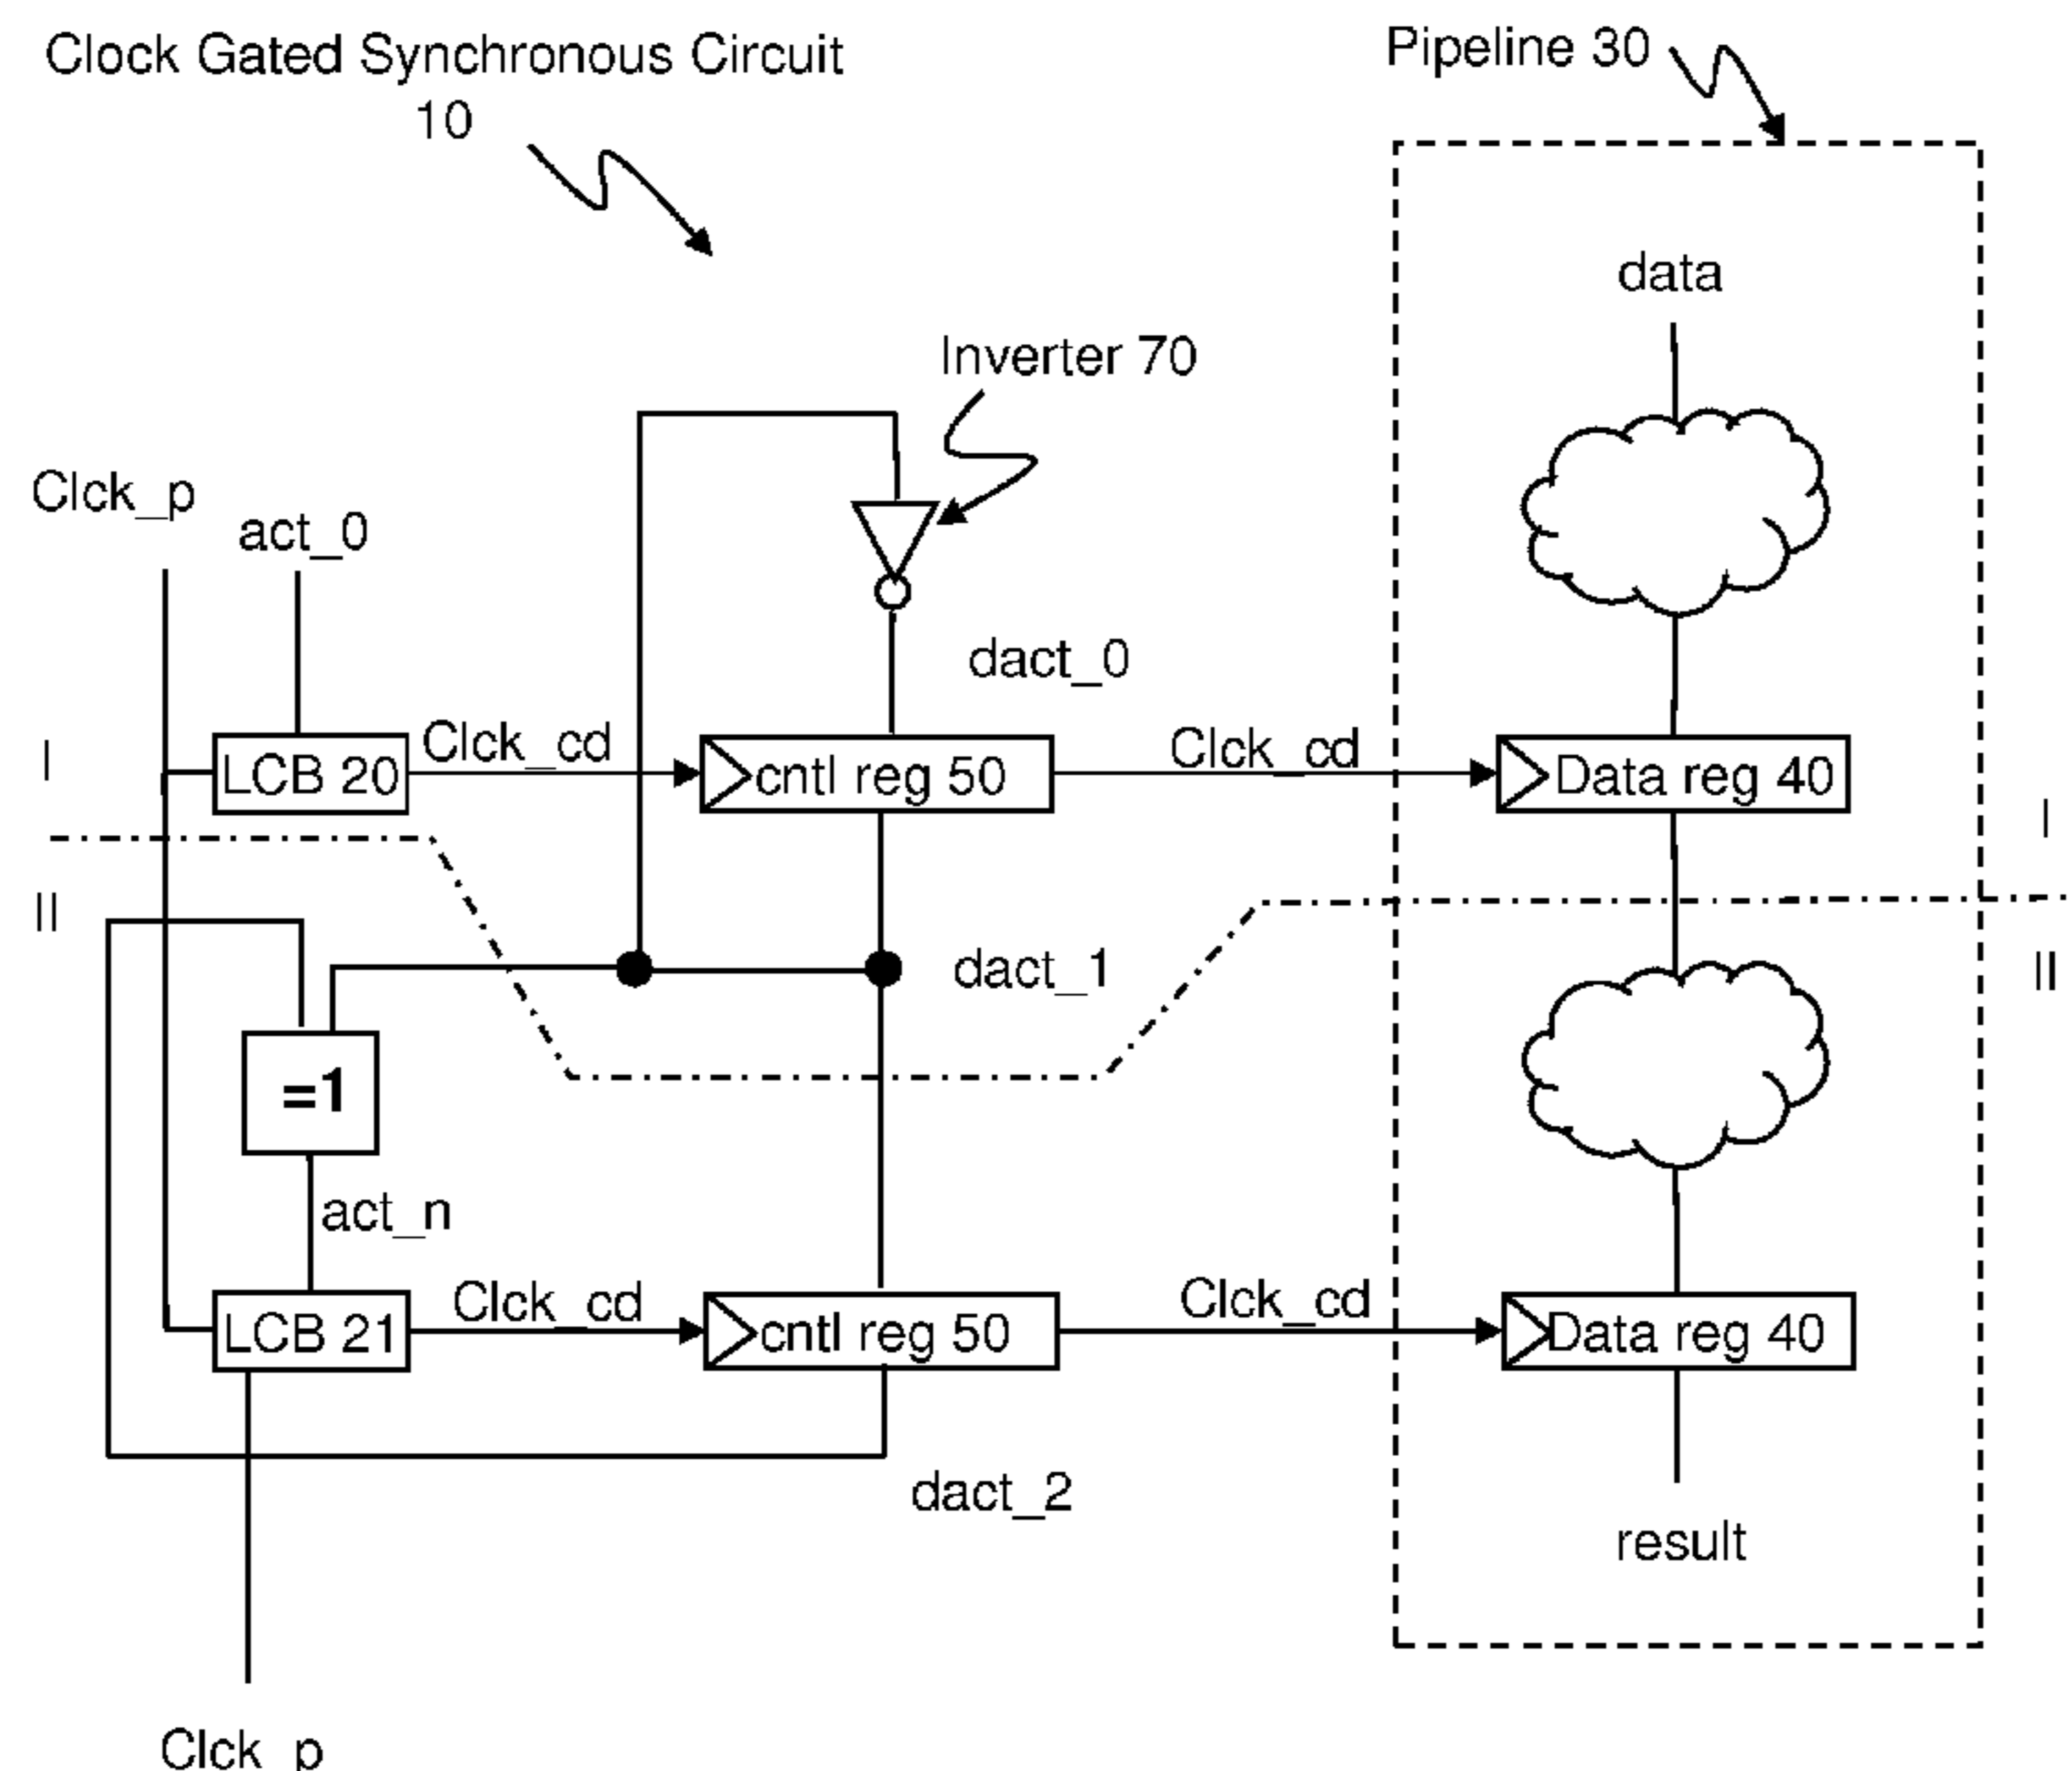 Clock Gated Synchronous Circuit
10
Pipeline 30
data
Inverter 70
Clck_p
act_0
dact_0
I
LCB 20
Clck_cd
cntl reg 50
Clck_cd
Data reg 40
I
II
dact_1
II
=1
act_n
LCB 21
Clck_cd
cntl reg 50
Clck_cd
Data reg 40
dact_2
result
Clck_p